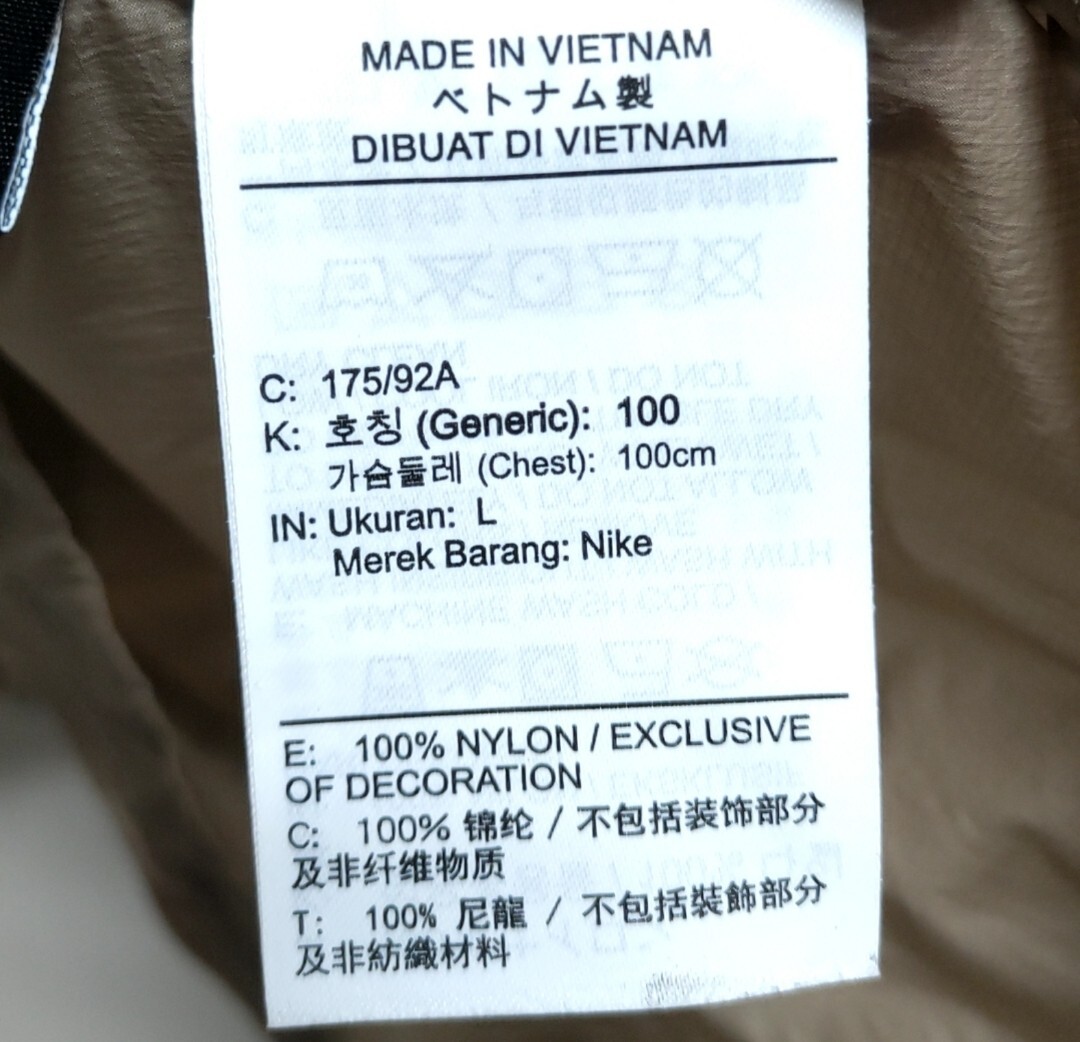 MADE IN VIETNAM
ベトナム製
DIBUAT DI VIETNAM
C: 175/92A
K: 호칭 (Generic): 100
가슴둘레 (Chest): 100cm
IN: Ukuran: L
Merek Barang: Nike
E: 100% NYLON / EXCLUSIVE
OF DECORATION
C: 100% 锦纶 / 不包括装饰部分
及非纤维物质
T: 100% 尼龍 / 不包括裝飾部分
及非紡織材料